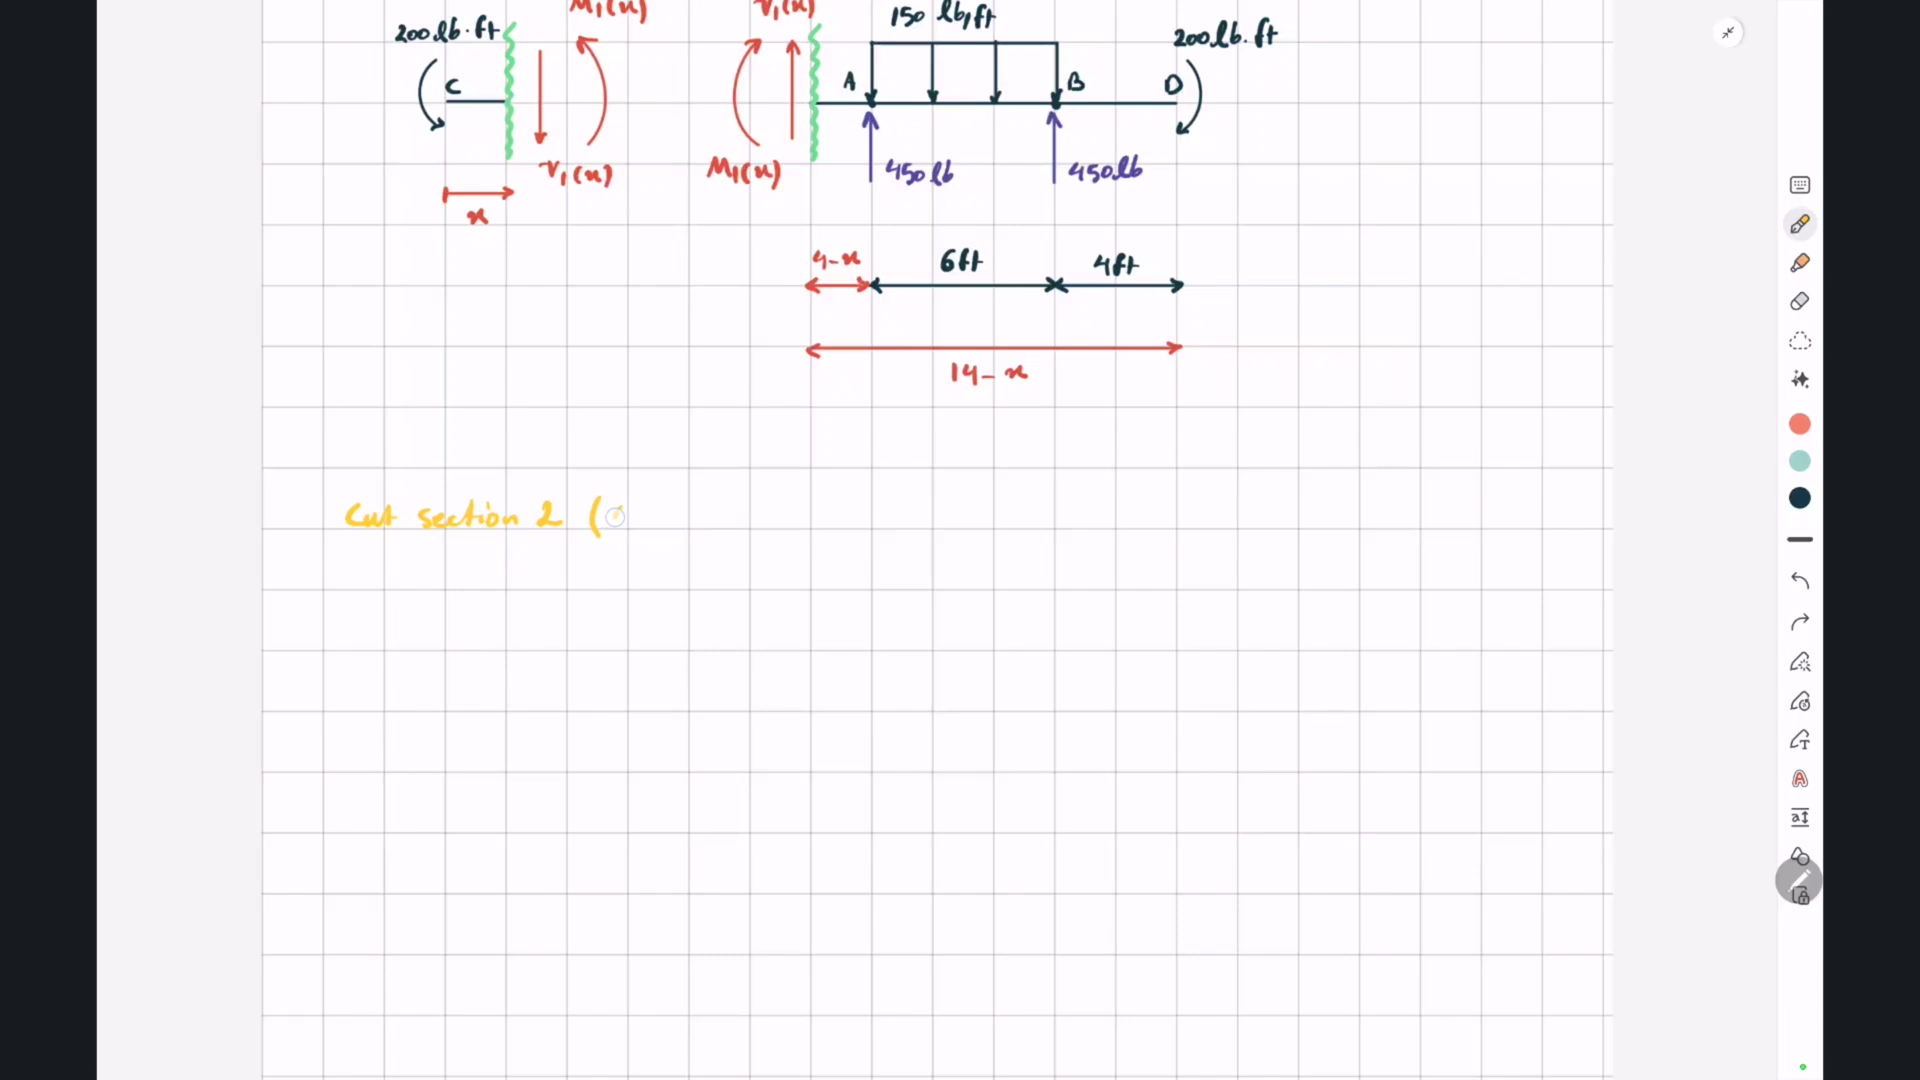 M₁(x) V₁(x) 150 lb/ft
200 lb.ft 200 lb.ft
C A B D
V₁(x) M₁(x) 450 lb 450 lb
x
4-x 6ft 4ft
14-x
Cut section 2 (